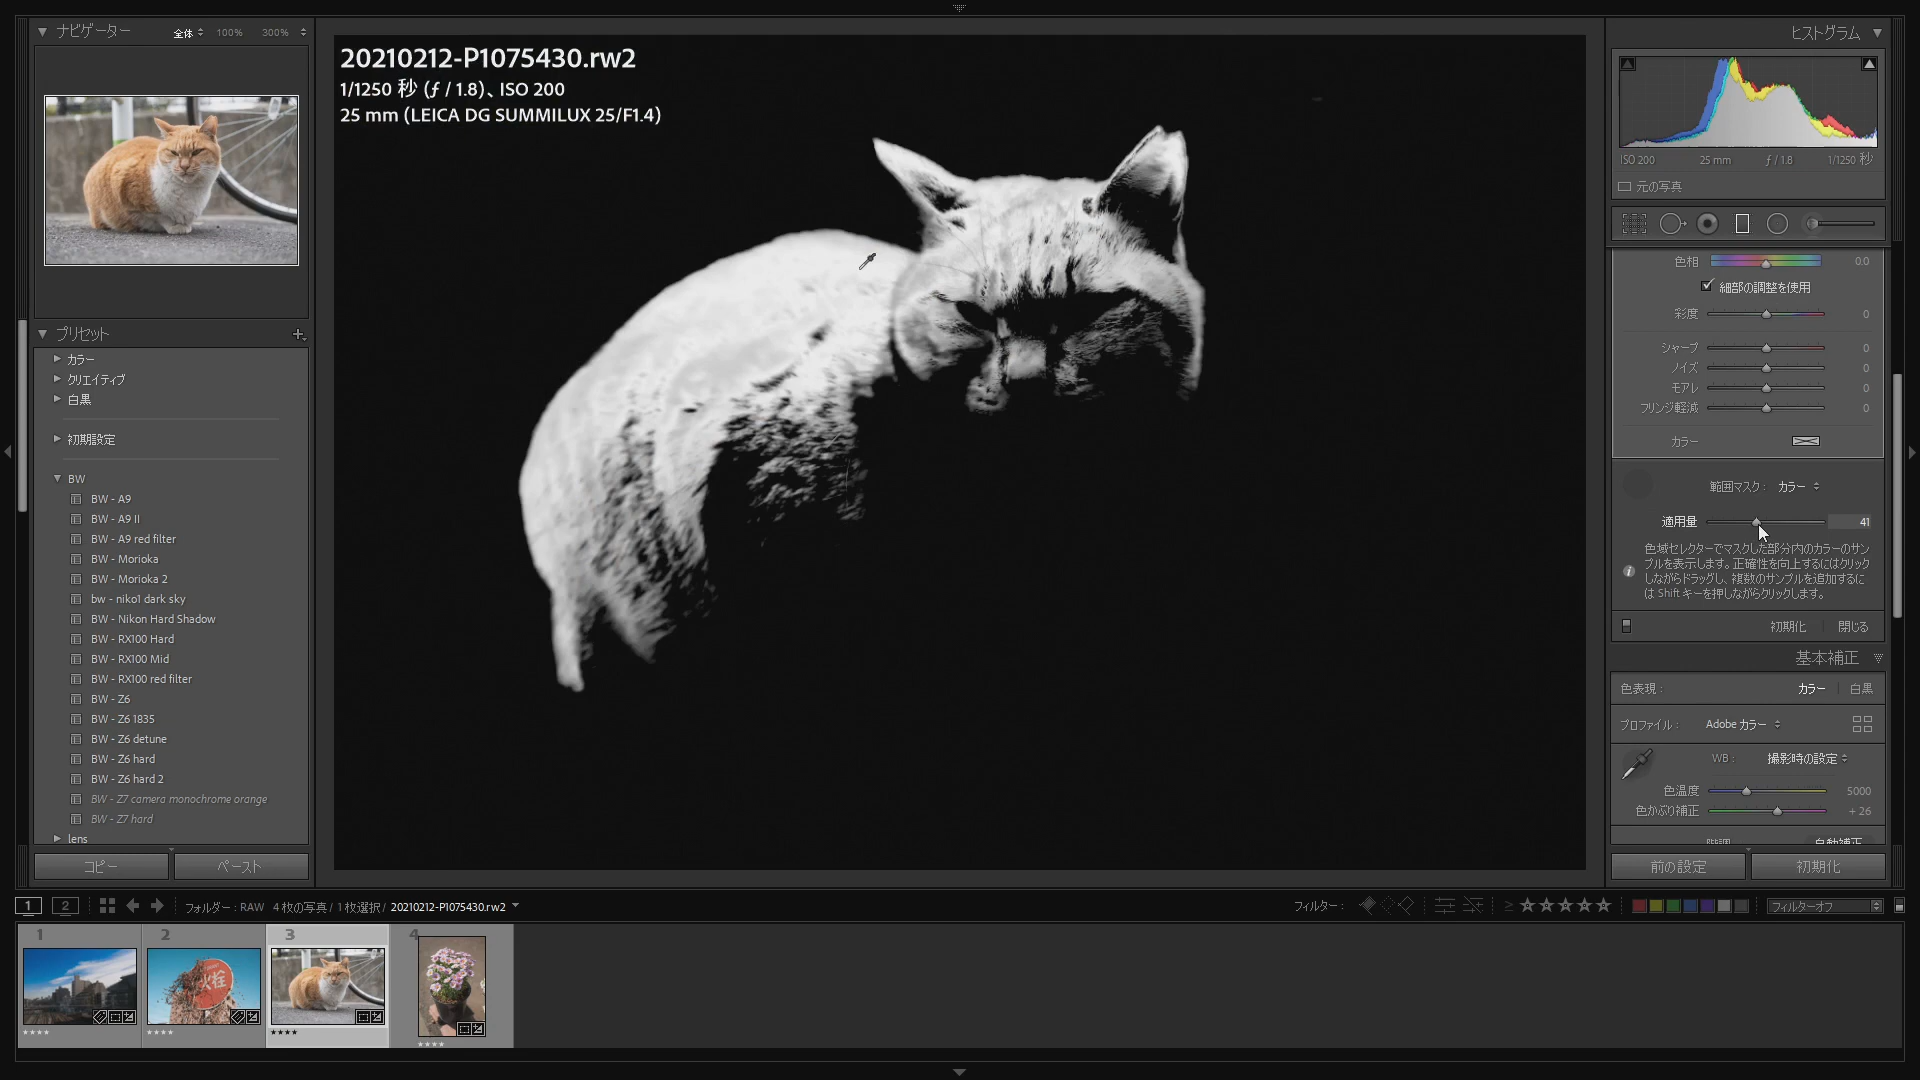 ナビゲーター
全体 100% 300%
プリセット
カラー
クリエイティブ
白黒
初期設定
BW
BW - A9
BW - A9 II
BW - A9 red filter
BW - Morioka
BW - Morioka 2
bw - niko1 dark sky
BW - Nikon Hard Shadow
BW - RX100 Hard
BW - RX100 Mid
BW - RX100 red filter
BW - Z6
BW - Z6 1835
BW - Z6 detune
BW - Z6 hard
BW - Z6 hard 2
BW - Z7 camera monochrome orange
BW - Z7 hard
lens
コピー ペースト
20210212-P1075430.rw2
1/1250 秒 (ƒ / 1.8)、ISO 200
25 mm (LEICA DG SUMMILUX 25/F1.4)
ヒストグラム
ISO 200 25 mm ƒ / 1.8 1/1250 秒
元の写真
色相 0.0
細部の調整を使用
彩度 0
シャープ 0
ノイズ 0
モアレ 0
フリンジ軽減 0
カラー
範囲マスク : カラー
適用量 41
色域セレクターでマスクした部分内のカラーのサン
プルを表示します。正確性を向上するにはクリック
しながらドラッグし、複数のサンプルを追加するに
は Shift キーを押しながらクリックします。
初期化 閉じる
基本補正
色表現 : カラー 白黒
プロファイル : Adobe カラー
WB : 撮影時の設定
色温度 5000
色かぶり補正 + 26
階調 自動補正
前の設定 初期化
1 2 フォルダー : RAW 4 枚の写真 / 1 枚選択 / 20210212-P1075430.rw2
フィルター : ≥ フィルターオフ
1 2 3 4
火栓